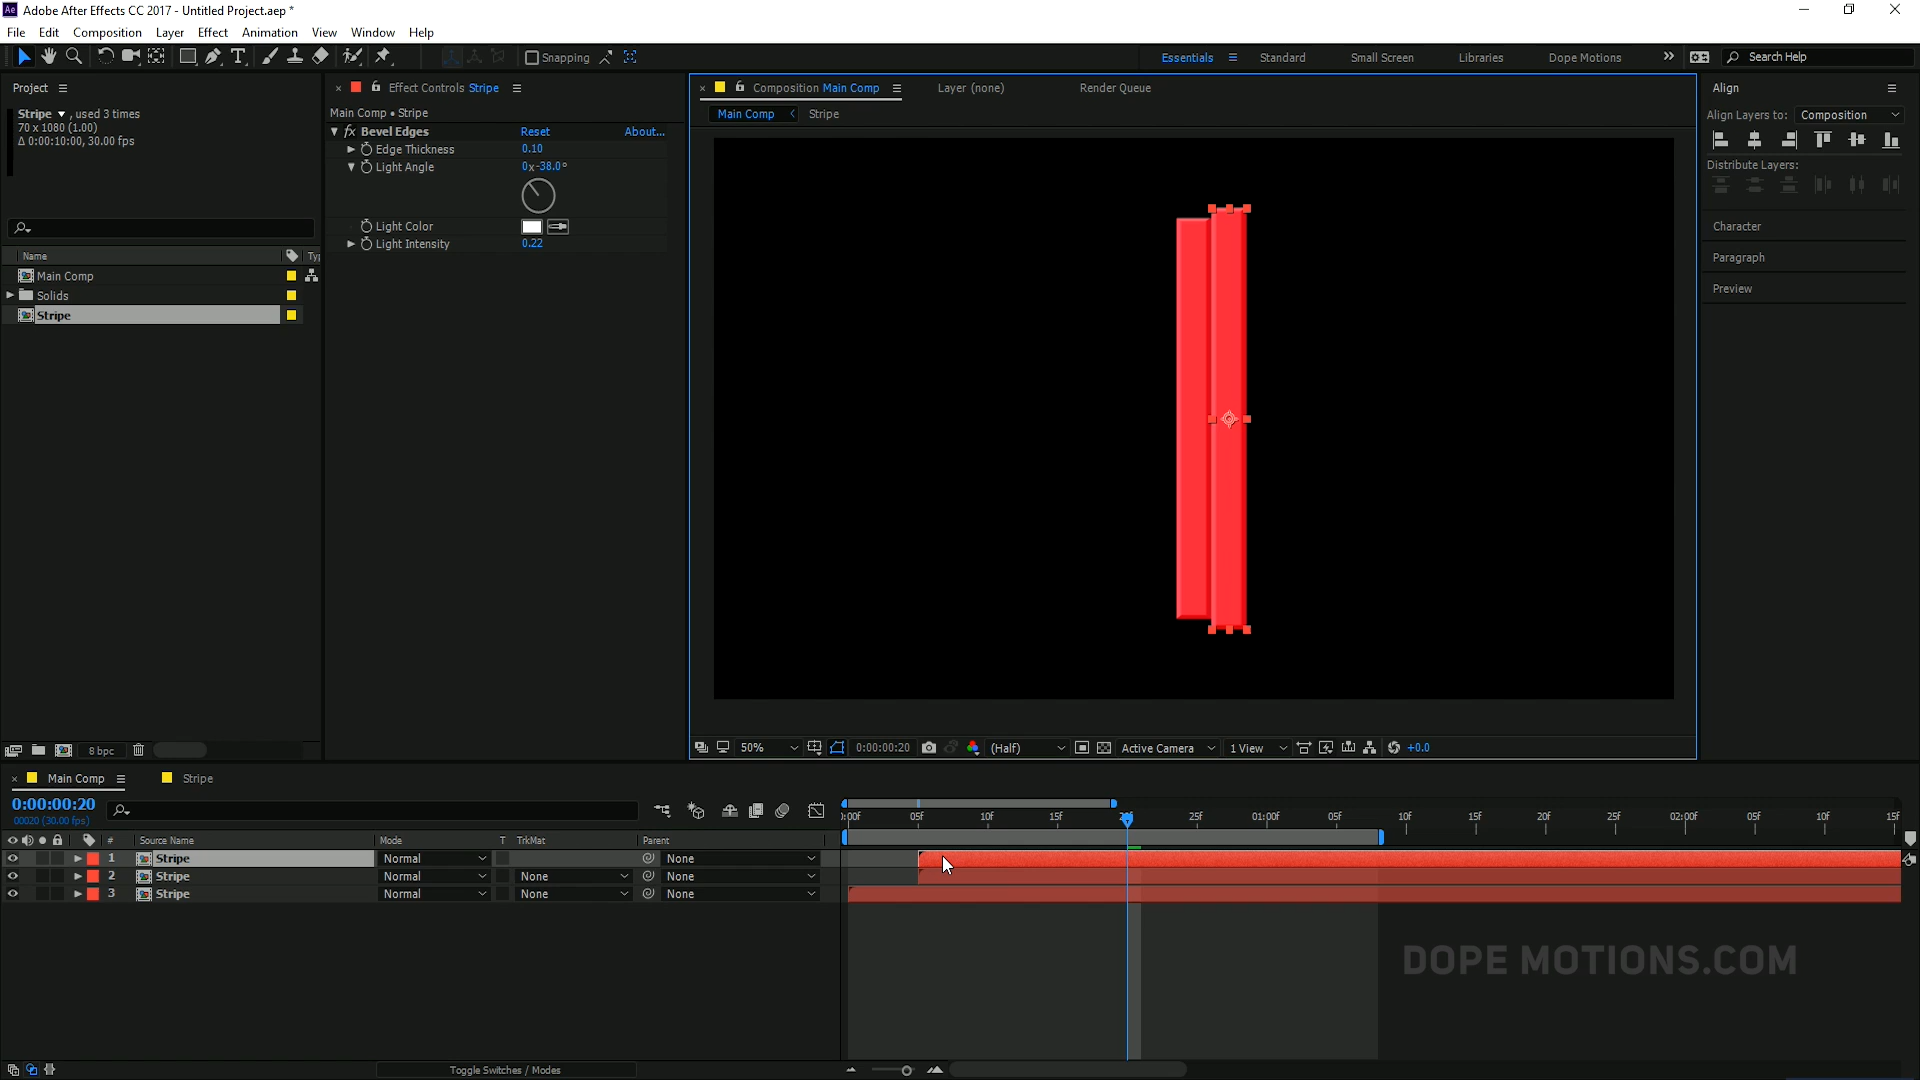 Ae Adobe After Effects CC 2017 - Untitled Project.aep *
File Edit Composition Layer Effect Animation View Window Help
T Snapping Essentials Standard Small Screen Libraries Dope Motions » Search Help
Project
Stripe , used 3 times
70 x 1080 (1.00)
Δ 0:00:10:00, 30.00 fps
Name
Main Comp
Solids
Stripe
8 bpc
× Effect Controls Stripe
Main Comp • Stripe
fx Bevel Edges Reset About...
Edge Thickness 0.10
Light Angle 0x-38.0°
Light Color
Light Intensity 0.22
× Composition Main Comp Layer (none) Render Queue
Main Comp Stripe
50% 0:00:00:20 (Half) Active Camera 1 View +0.0
Align
Align Layers to: Composition
Distribute Layers:
Character
Paragraph
Preview
× Main Comp Stripe
0:00:00:20
00020 (30.00 fps)
:00F 05F 10F 15F 25F 01:00F 05F 10F 15F 20F 25F 02:00F 05F 10F 15F
# Source Name Mode T TrkMat Parent
1 Stripe Normal None
2 Stripe Normal None None
3 Stripe Normal None None
DOPE MOTIONS.COM
Toggle Switches / Modes